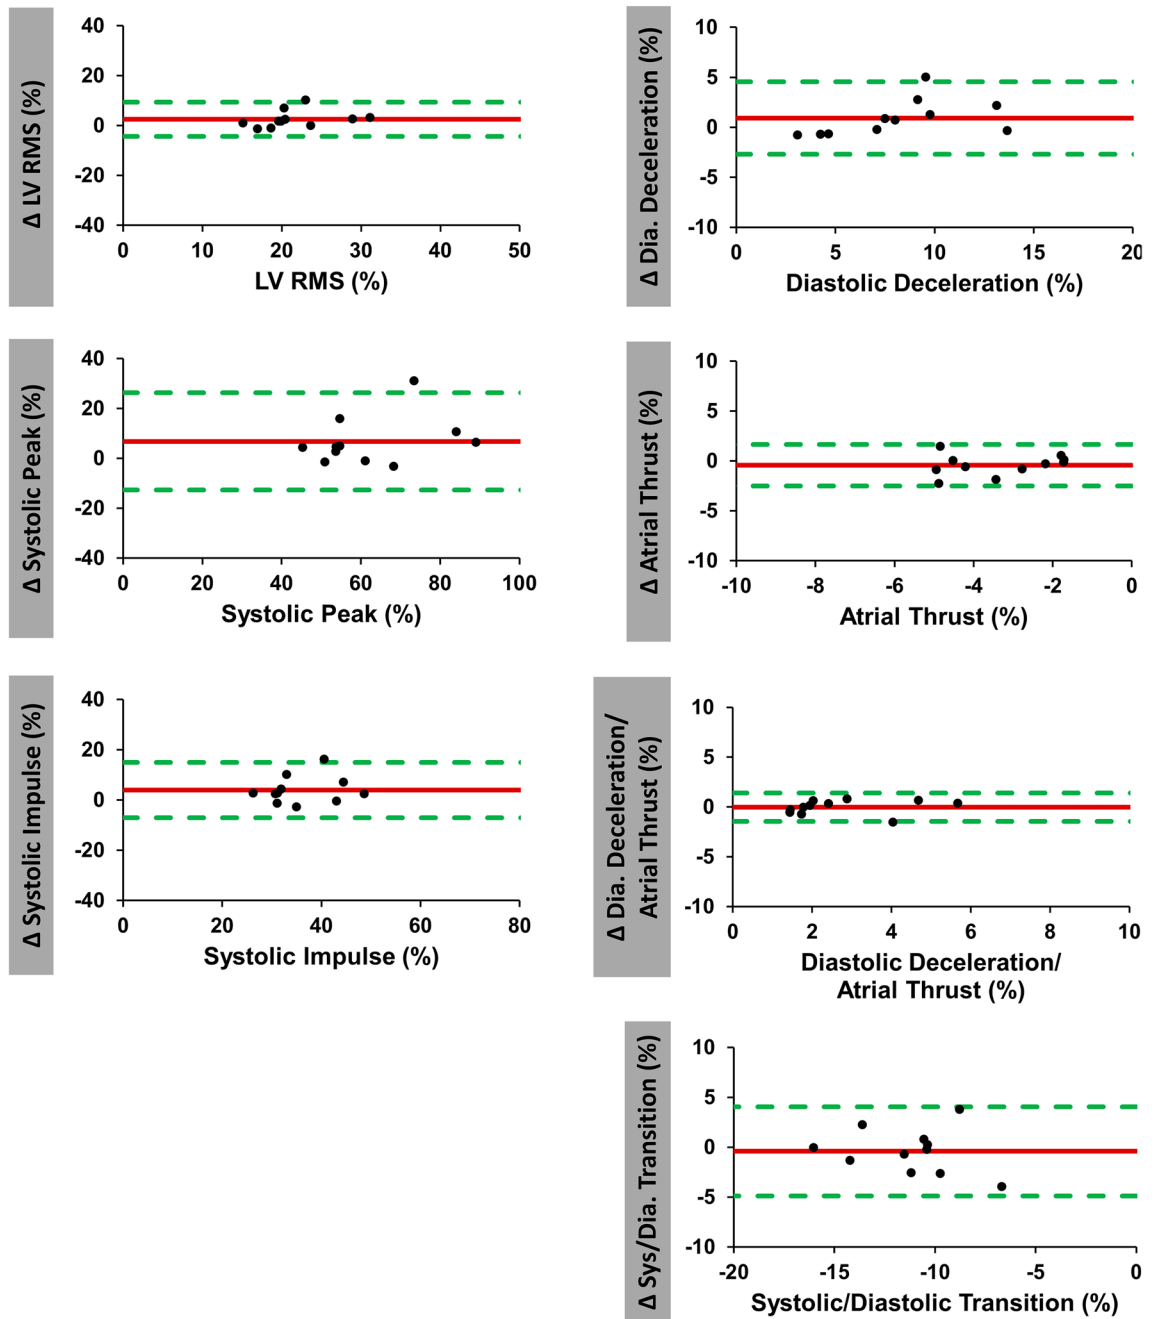 Δ LV RMS (%)
40
20
0
-20
-40
0 10 20 30 40 50
LV RMS (%)
Δ Dia. Deceleration (%)
10
5
0
-5
-10
0 5 10 15 20
Diastolic Deceleration (%)
Δ Systolic Peak (%)
40
20
0
-20
-40
0 20 40 60 80 100
Systolic Peak (%)
Δ Atrial Thrust (%)
10
5
0
-5
-10
-10 -8 -6 -4 -2 0
Atrial Thrust (%)
Δ Systolic Impulse (%)
40
20
0
-20
-40
0 20 40 60 80
Systolic Impulse (%)
Δ Dia. Deceleration/
Atrial Thrust (%)
10
5
0
-5
-10
0 2 4 6 8 10
Diastolic Deceleration/
Atrial Thrust (%)
Δ Sys/Dia. Transition (%)
10
5
0
-5
-10
-20 -15 -10 -5 0
Systolic/Diastolic Transition (%)